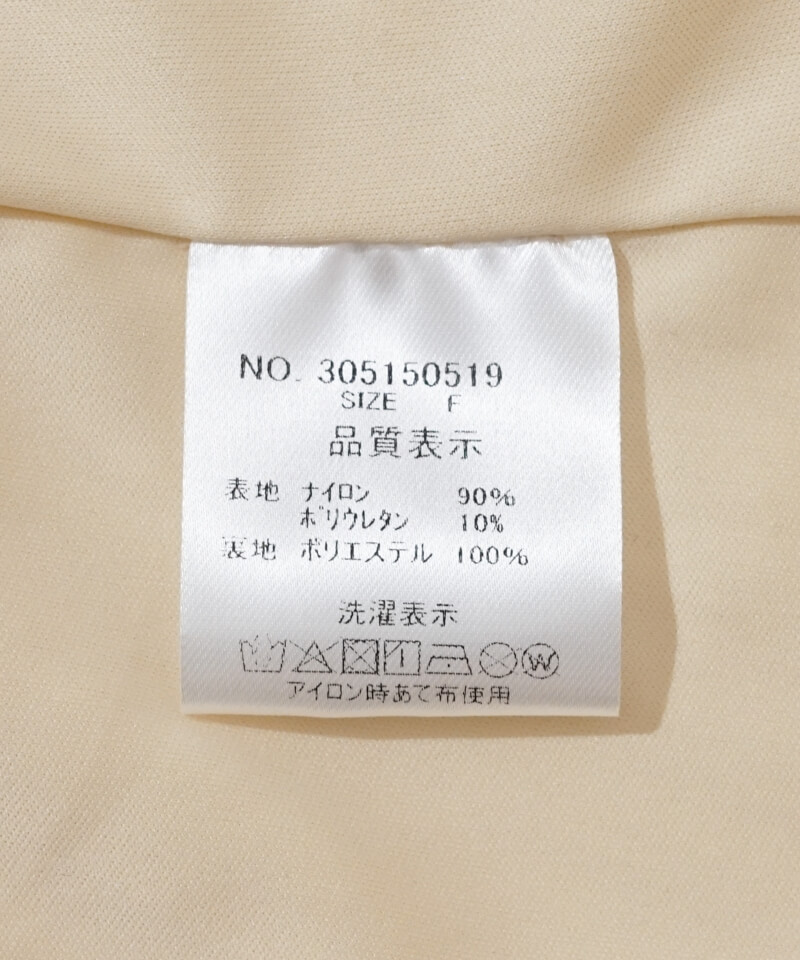 NO. 305150519
SIZE F
品質表示
表地 ナイロン 90%
ポリウレタン 10%
裏地 ポリエステル 100%
洗濯表示
W
アイロン時あて布使用